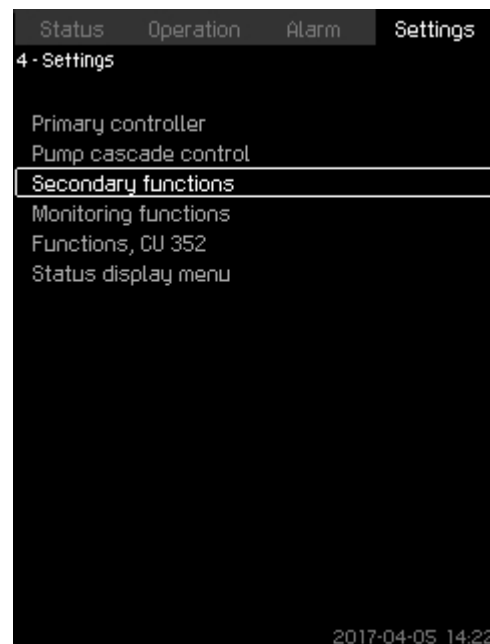 Status Operation Alarm Settings
4 - Settings
Primary controller
Pump cascade control
Secondary functions
Monitoring functions
Functions, CU 352
Status display menu
2017-04-05 14:22